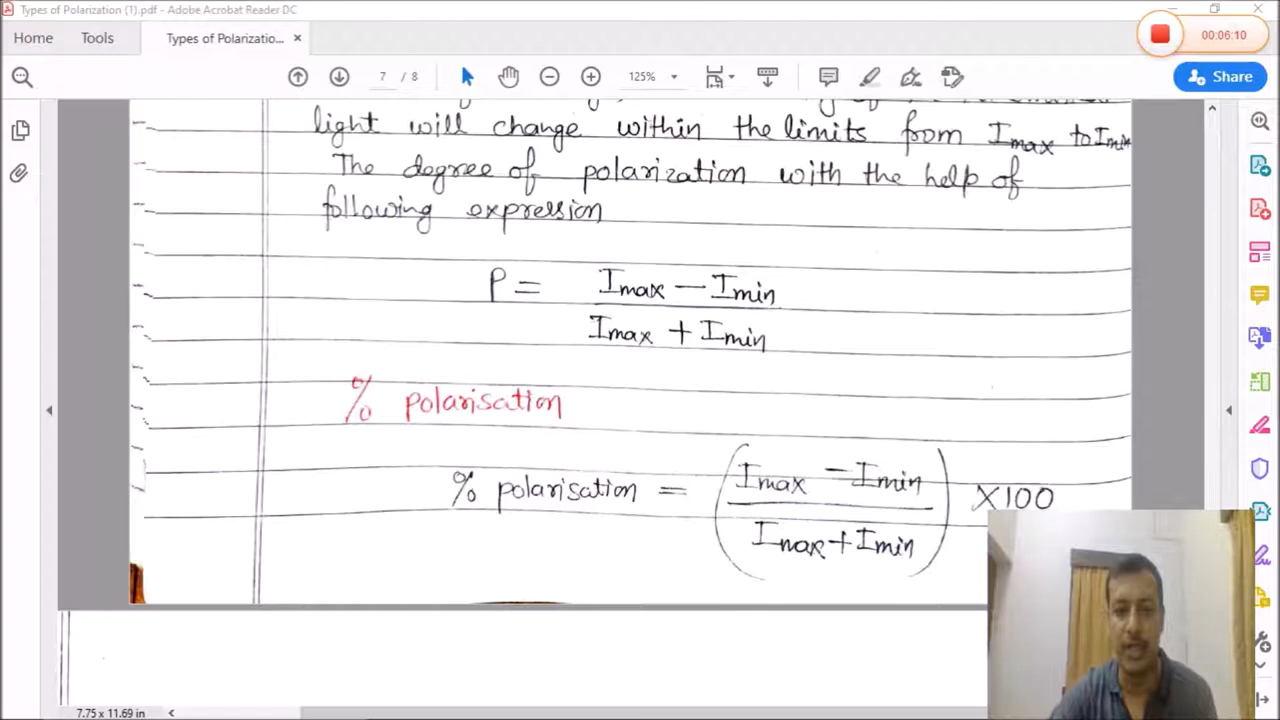 Types of Polarization (1).pdf - Adobe Acrobat Reader DC
00:06:10
Home Tools Types of Polarizatio... ×
7 / 8 125% Share
light will change within the limits from Imax to Imin
The degree of polarization with the help of
following expression
P = Imax - Imin
Imax + Imin
% polarisation
% polarisation = (Imax - Imin) X100
Imax + Imin
7.75 x 11.69 in